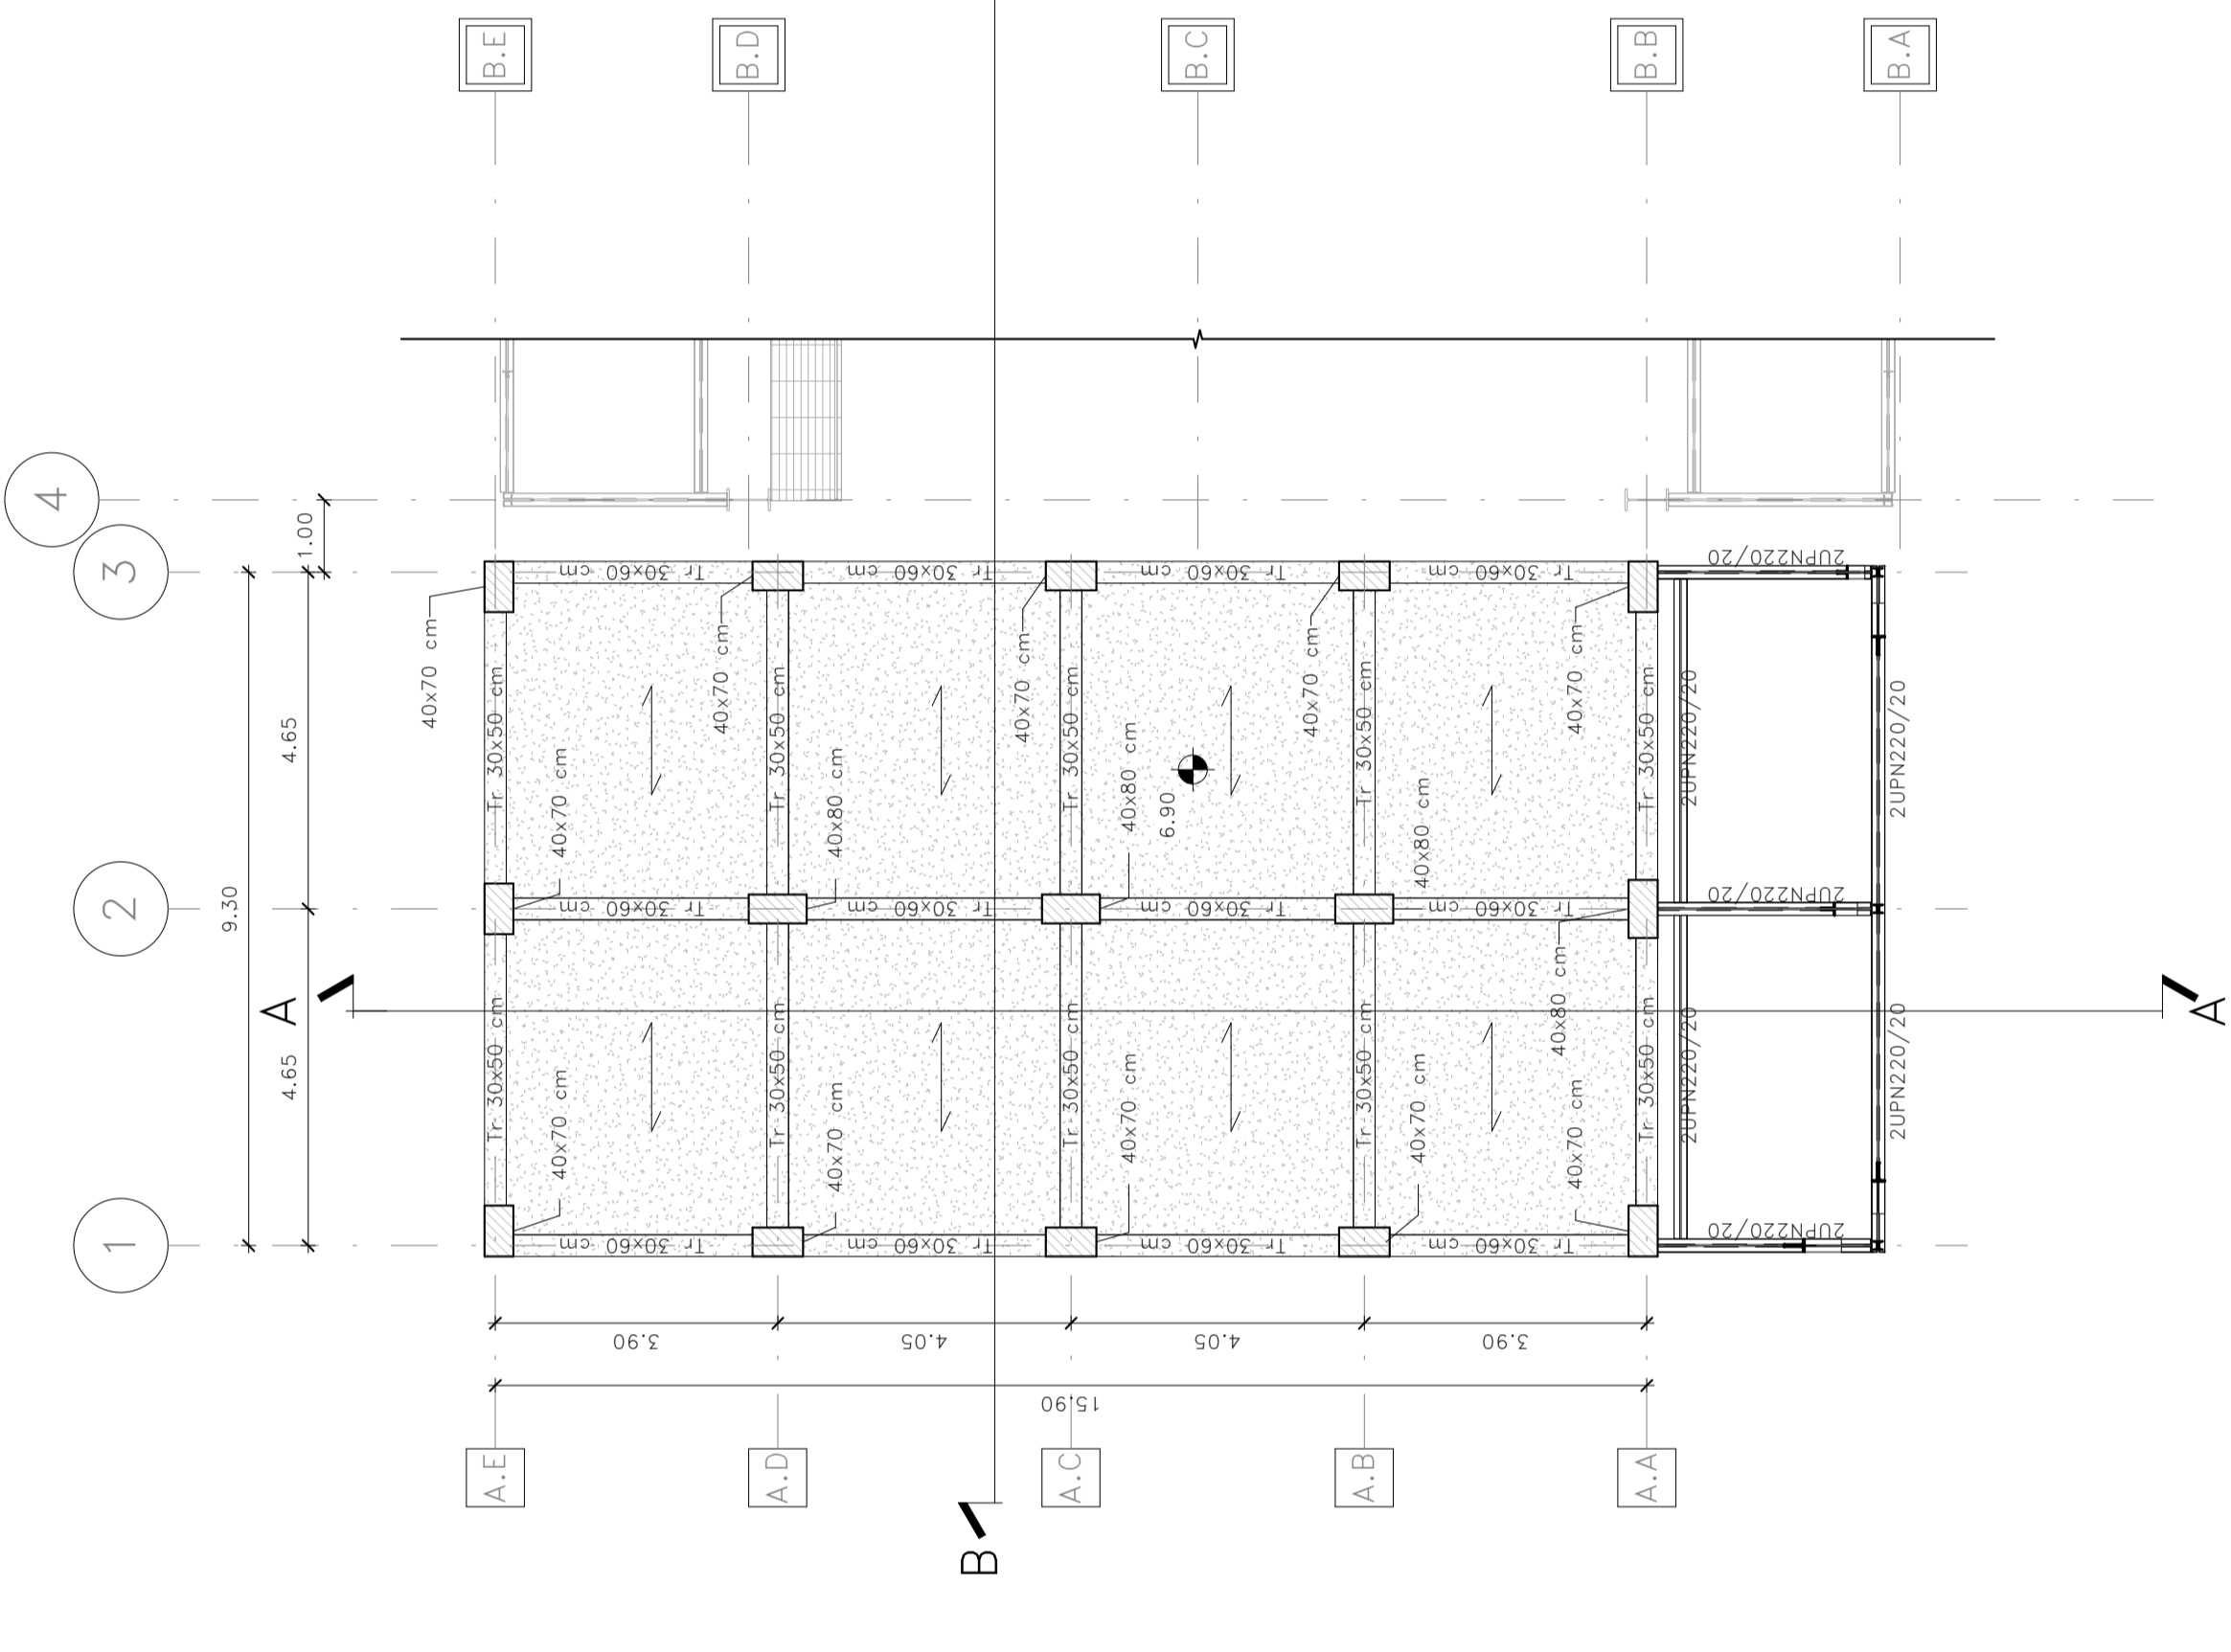 B.E
B.D
B.C
B.B
B.A
4
3
2
1
1.00
9.30
4.65
4.65
A
A
B
Tr 30x60 cm
Tr 30x60 cm
Tr 30x60 cm
Tr 30x60 cm
2UPN220/20
40x70 cm
40x70 cm
40x70 cm
40x70 cm
40x70 cm
Tr 30x50 cm
Tr 30x50 cm
Tr 30x50 cm
Tr 30x50 cm
Tr 30x50 cm
2UPN220/20
2UPN220/20
40x70 cm
40x80 cm
40x80 cm
6.90
40x80 cm
Tr 30x60 cm
Tr 30x60 cm
Tr 30x60 cm
Tr 30x60 cm
2UPN220/20
40x80 cm
Tr 30x50 cm
Tr 30x50 cm
Tr 30x50 cm
Tr 30x50 cm
Tr 30x50 cm
2UPN220/20
2UPN220/20
40x70 cm
40x70 cm
40x70 cm
40x70 cm
40x70 cm
Tr 30x60 cm
Tr 30x60 cm
Tr 30x60 cm
Tr 30x60 cm
2UPN220/20
3.90
4.05
4.05
3.90
15.90
A.E
A.D
A.C
A.B
A.A